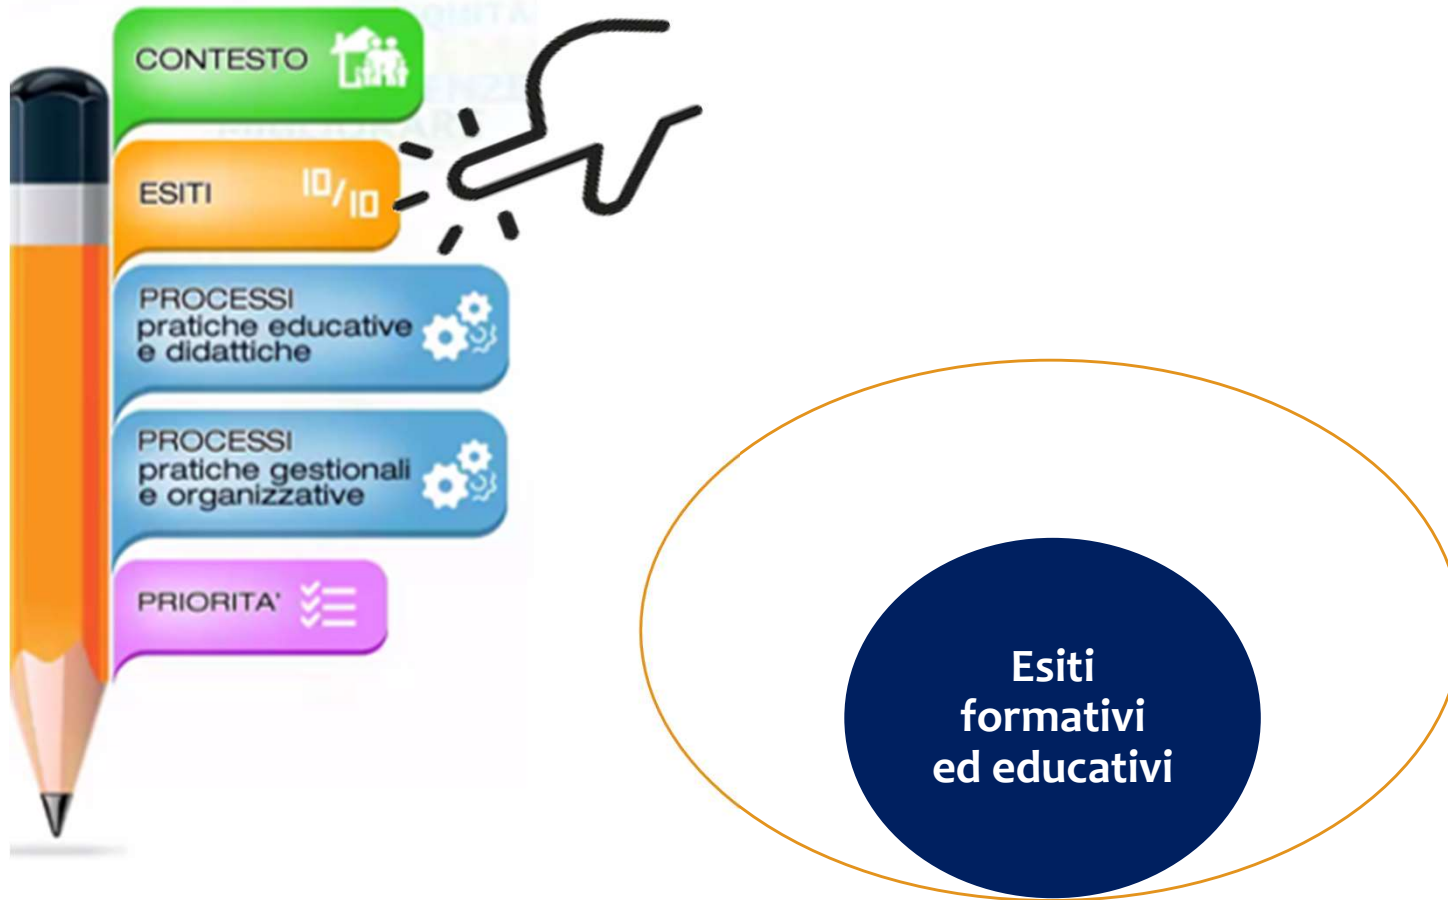 CONTESTO
ESITI 10/10
PROCESSI
pratiche educative
e didattiche
PROCESSI
pratiche gestionali
e organizzative
PRIORITA'
Esiti
formativi
ed educativi